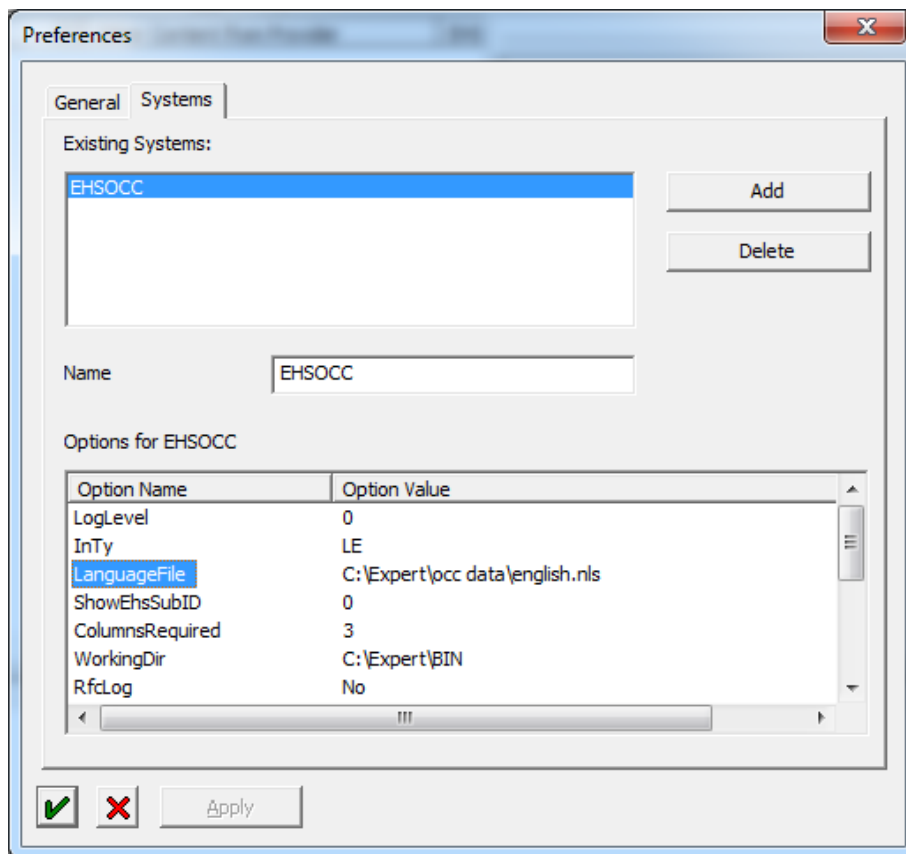 Preferences
General Systems
Existing Systems:
EHSOCC
Add
Delete
Name EHSOCC
Options for EHSOCC
Option Name Option Value
LogLevel 0
InTy LE
LanguageFile C:\Expert\occ data\english.nls
ShowEhsSubID 0
ColumnsRequired 3
WorkingDir C:\Expert\BIN
RfcLog No
Apply